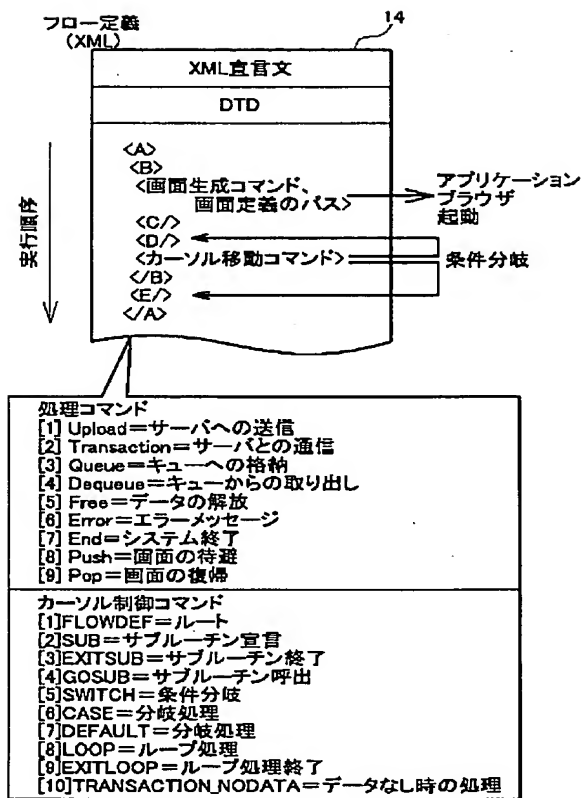 フロー定義
(XML)
14
XML宣言文
DTD
実行順序
<A>
<B>
<画面生成コマンド、
画面定義のパス>
アプリケーション
ブラウザ
起動
<C/>
<D/>
<カーソル移動コマンド>
条件分岐
</B>
<E/>
</A>
処理コマンド
[1] Upload=サーバへの送信
[2] Transaction=サーバとの通信
[3] Queue=キューへの格納
[4] Dequeue=キューからの取り出し
[5] Free=データの解放
[6] Error=エラーメッセージ
[7] End=システム終了
[8] Push=画面の待避
[9] Pop=画面の復帰
カーソル制御コマンド
[1]FLOWDEF=ルート
[2]SUB=サブルーチン宣言
[3]EXITSUB=サブルーチン終了
[4]GOSUB=サブルーチン呼出
[5]SWITCH=条件分岐
[6]CASE=分岐処理
[7]DEFAULT=分岐処理
[8]LOOP=ループ処理
[9]EXITLOOP=ループ処理終了
[10]TRANSACTION_NODATA=データなし時の処理